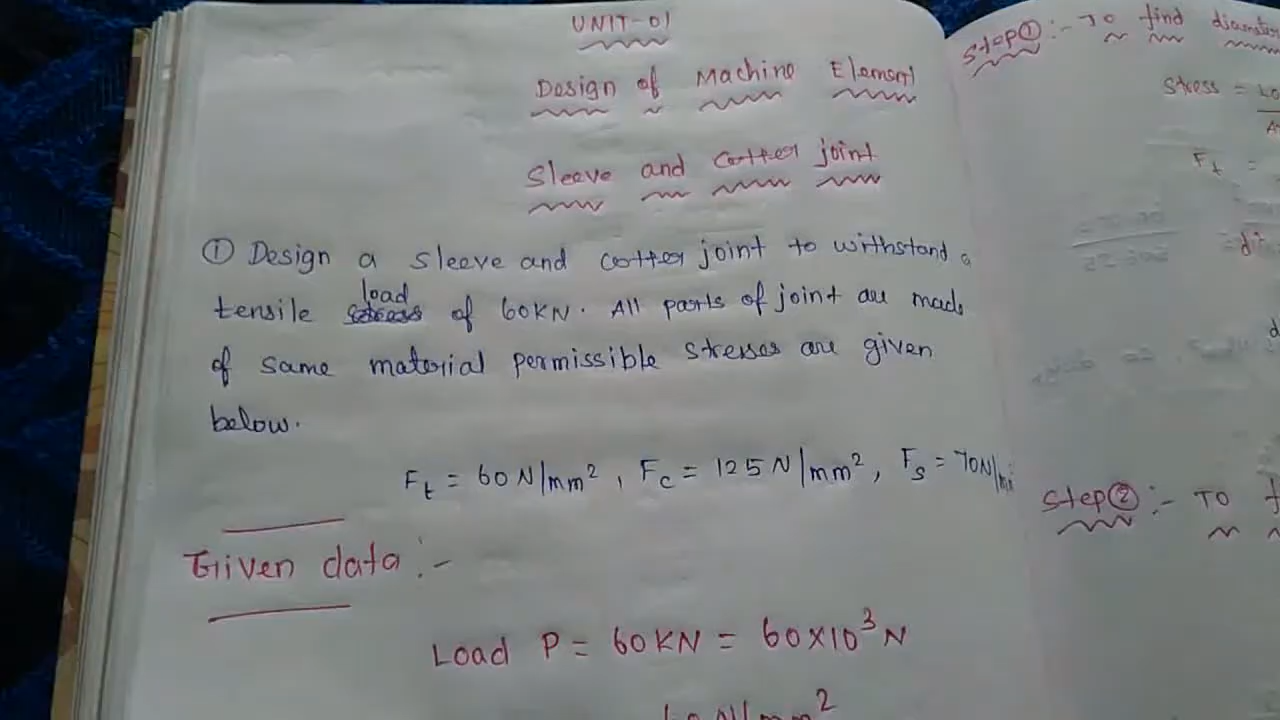 UNIT-01
Design of Machine Element
Sleeve and Cotter joint
① Design a sleeve and cotter joint to withstand a
tensile load of 60KN. All parts of joint are made
of same material permissible stresses are given
below.
Ft = 60 N/mm², Fc = 125 N/mm², Fs = 70N/
Given data :-
Load P = 60KN = 60×10³ N
60 N/mm²
Step① :- To find
Stress =
Ft =
Step② :- TO